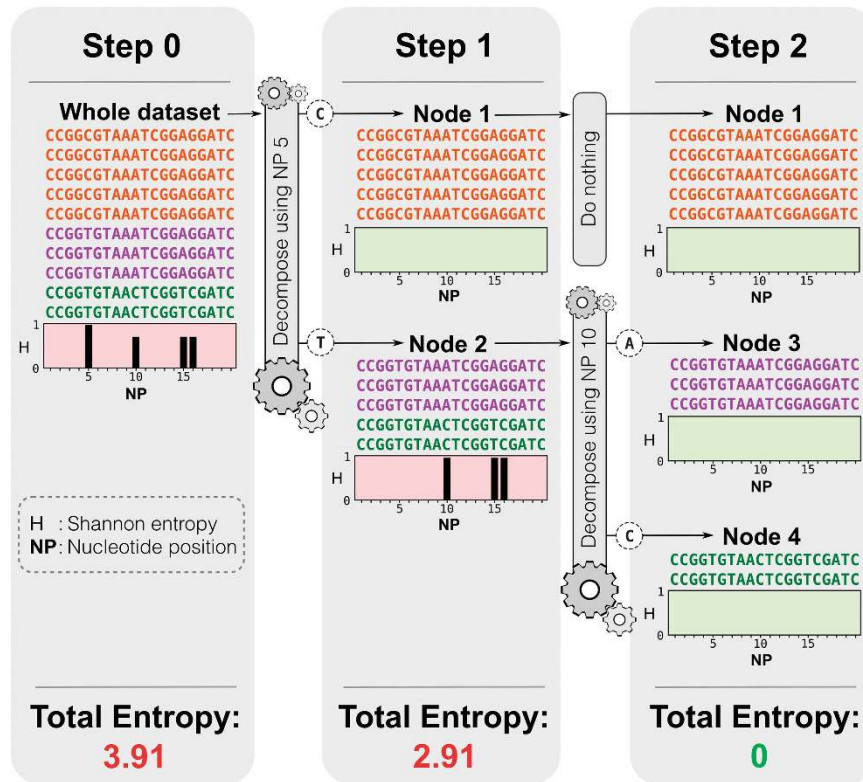 Step 0
Whole dataset
CCGGCGTAAATCGGAGGATC
CCGGCGTAAATCGGAGGATC
CCGGCGTAAATCGGAGGATC
CCGGCGTAAATCGGAGGATC
CCGGCGTAAATCGGAGGATC
CCGGTGTAAATCGGAGGATC
CCGGTGTAAATCGGAGGATC
CCGGTGTAAATCGGAGGATC
CCGGTGTAACTCGGTCGATC
CCGGTGTAACTCGGTCGATC
1
H
0
5 10 15
NP
H : Shannon entropy
NP: Nucleotide position
Total Entropy:
3.91
Decompose using NP 5
C
T
Step 1
Node 1
CCGGCGTAAATCGGAGGATC
CCGGCGTAAATCGGAGGATC
CCGGCGTAAATCGGAGGATC
CCGGCGTAAATCGGAGGATC
CCGGCGTAAATCGGAGGATC
1
H
0
5 10 15
NP
Node 2
CCGGTGTAAATCGGAGGATC
CCGGTGTAAATCGGAGGATC
CCGGTGTAAATCGGAGGATC
CCGGTGTAACTCGGTCGATC
CCGGTGTAACTCGGTCGATC
1
H
0
5 10 15
NP
Total Entropy:
2.91
Do nothing
Decompose using NP 10
A
C
Step 2
Node 1
CCGGCGTAAATCGGAGGATC
CCGGCGTAAATCGGAGGATC
CCGGCGTAAATCGGAGGATC
CCGGCGTAAATCGGAGGATC
CCGGCGTAAATCGGAGGATC
1
H
0
5 10 15
NP
Node 3
CCGGTGTAAATCGGAGGATC
CCGGTGTAAATCGGAGGATC
CCGGTGTAAATCGGAGGATC
1
H
0
5 10 15
NP
Node 4
CCGGTGTAACTCGGTCGATC
CCGGTGTAACTCGGTCGATC
1
H
0
5 10 15
NP
Total Entropy:
0